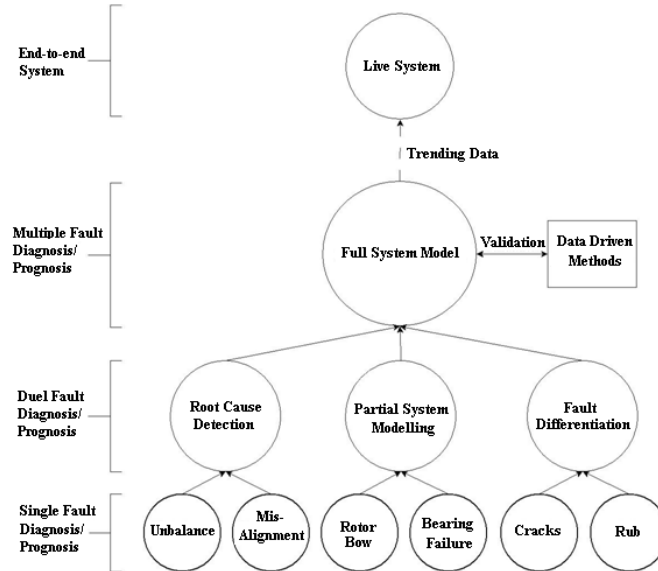 End-to-end
System
Live System
Trending Data
Multiple Fault
Diagnosis/
Prognosis
Full System Model
Validation
Data Driven
Methods
Duel Fault
Diagnosis/
Prognosis
Root Cause
Detection
Partial System
Modelling
Fault
Differentiation
Single Fault
Diagnosis/
Prognosis
Unbalance
Mis-
Alignment
Rotor
Bow
Bearing
Failure
Cracks
Rub